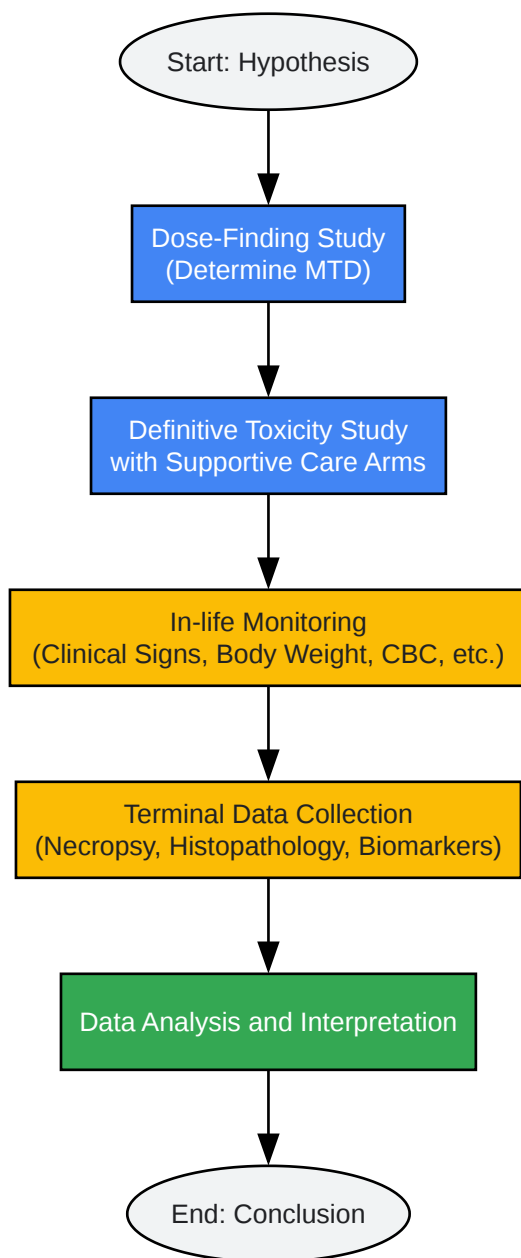 Start: Hypothesis
Dose-Finding Study
(Determine MTD)
Definitive Toxicity Study
with Supportive Care Arms
In-life Monitoring
(Clinical Signs, Body Weight, CBC, etc.)
Terminal Data Collection
(Necropsy, Histopathology, Biomarkers)
Data Analysis and Interpretation
End: Conclusion